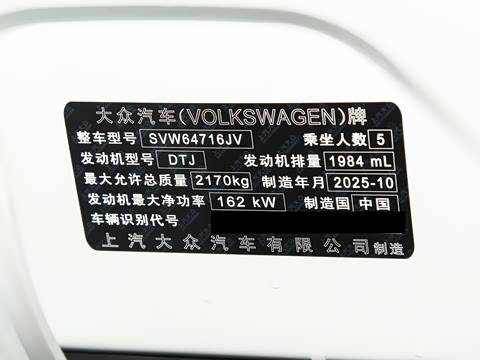 大众汽车(VOLKSWAGEN)牌
整车型号 SVW64716JV 乘坐人数 5
发动机型号 DTJ 发动机排量 1984 mL
最大允许总质量 2170kg 制造年月 2025-10
发动机最大净功率 162 kW 制造国 中国
车辆识别代号
上汽大众汽车有限公司制造